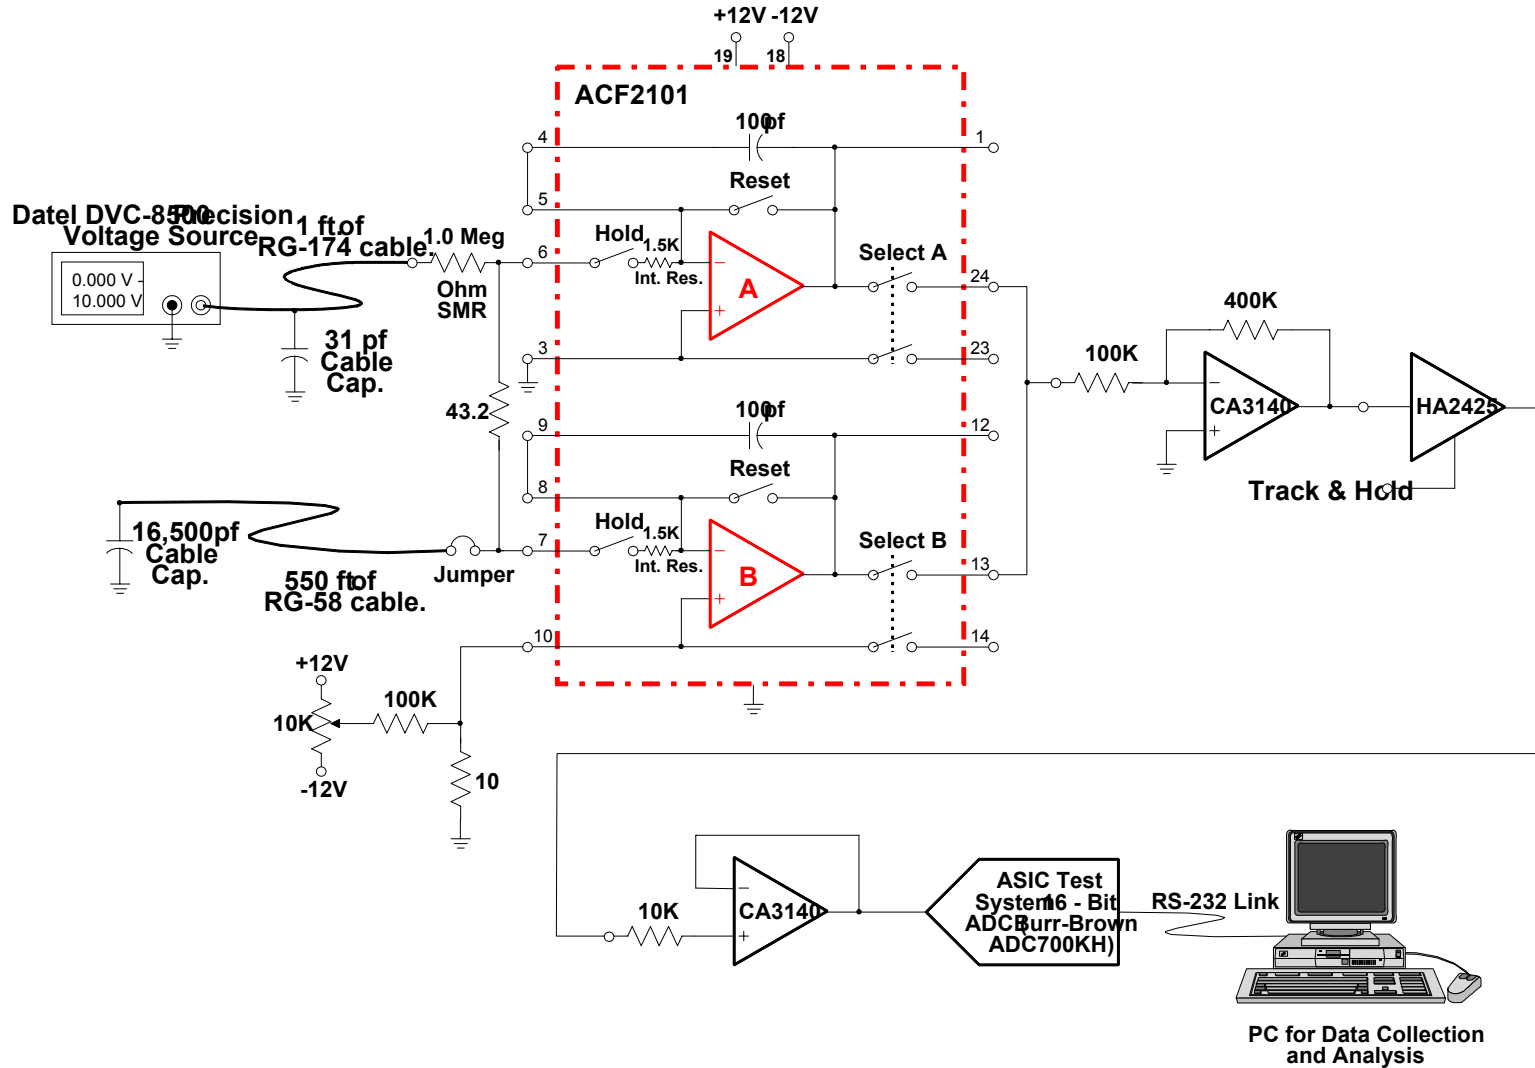 +12V -12V
19
18
ACF2101
100pf
4
1
Reset
5
Datel DVC-8500 Precision
Voltage Source
1 ft. of
RG-174 cable.
1.0 Meg
Ohm
SMR
6
Hold
1.5K
Int. Res.
Select A
0.000 V -
10.000 V
−
A
+
24
31 pf
Cable
Cap.
3
23
400K
100K
−
CA3140
+
HA2425
43.2
100pf
9
12
Reset
8
Track & Hold
16,500pf
Cable
Cap.
Hold
1.5K
Int. Res.
7
Select B
−
B
+
13
Jumper
550 ft of
RG-58 cable.
10
14
+12V
10K
-12V
100K
10
10K
−
CA3140
+
ASIC Test
System 16 - Bit
ADC (Burr-Brown
ADC700KH)
RS-232 Link
PC for Data Collection
and Analysis